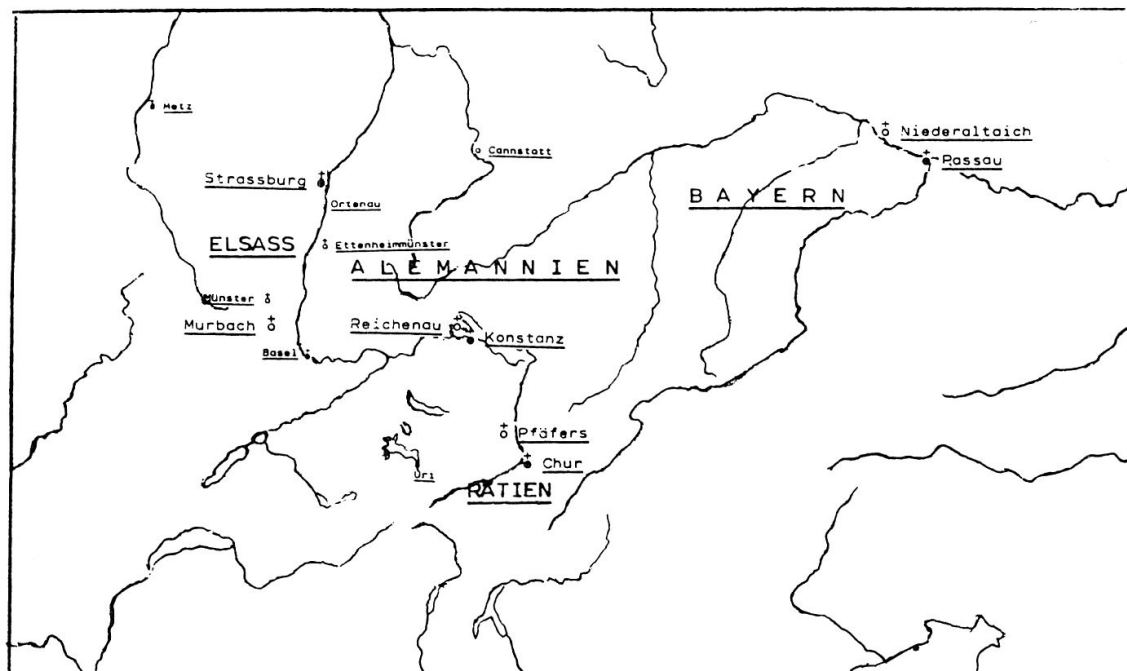 Metz
Niederaltaich
Cannstatt
Passau
Strassburg
BAYERN
Ortenau
ELSASS
Ettenheimmünster
ALEMANNIEN
Münster
Murbach
Reichenau
Konstanz
Basel
Pfäfers
Chur
Uri
RÄTIEN